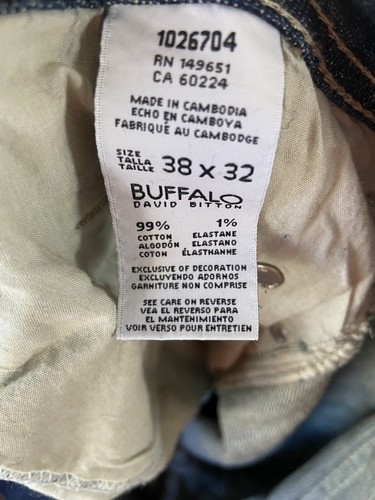 1026704
RN 149651
CA 60224
MADE IN CAMBODIA
ECHO EN CAMBOYA
FABRIQUÉ AU CAMBODGE
SIZE
TALLA
TAILLE
38 x 32
BUFFALO
DAVID BITTON
99% 1%
COTTON ELASTANE
ALGODÓN ELASTANO
COTON ÉLASTHANNE
EXCLUSIVE OF DECORATION
EXCLUYENDO ADORNOS
GARNITURE NON COMPRISE
SEE CARE ON REVERSE
VEA EL REVERSO PARA
EL MANTENIMIENTO
VOIR VERSO POUR ENTRETIEN